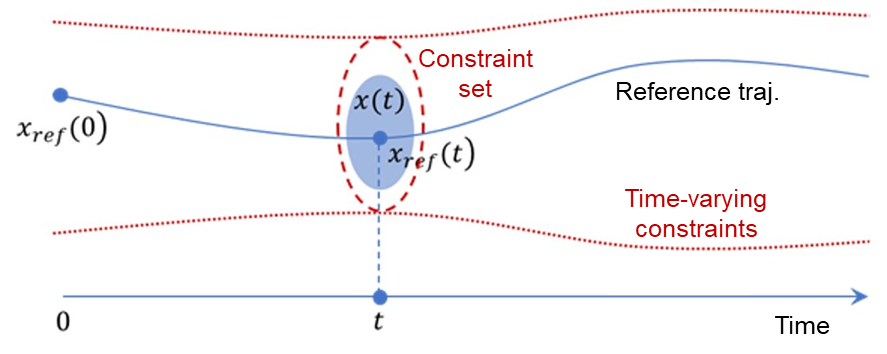 Constraint
set
x(t)
Reference traj.
x_ref(0)
x_ref(t)
Time-varying
constraints
0
t
Time